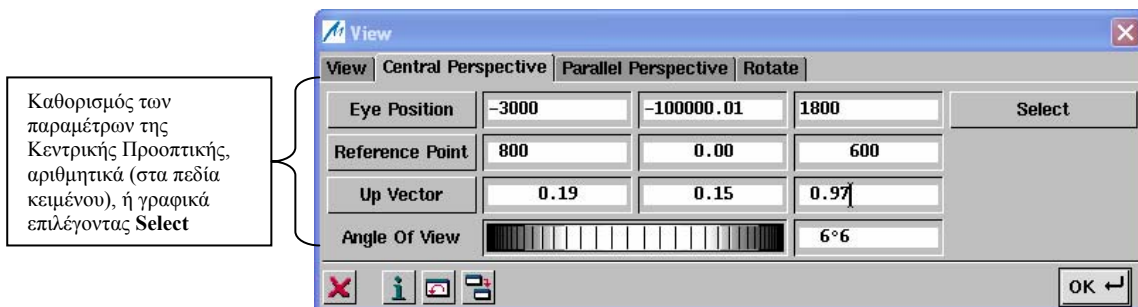 View
View Central Perspective Parallel Perspective Rotate
Καθορισμός των
παραμέτρων της
Κεντρικής Προοπτικής,
αριθμητικά (στα πεδία
κειμένου), ή γραφικά
επιλέγοντας Select
Eye Position -3000 -100000.01 1800 Select
Reference Point 800 0.00 600
Up Vector 0.19 0.15 0.97
Angle Of View 6°6
OK